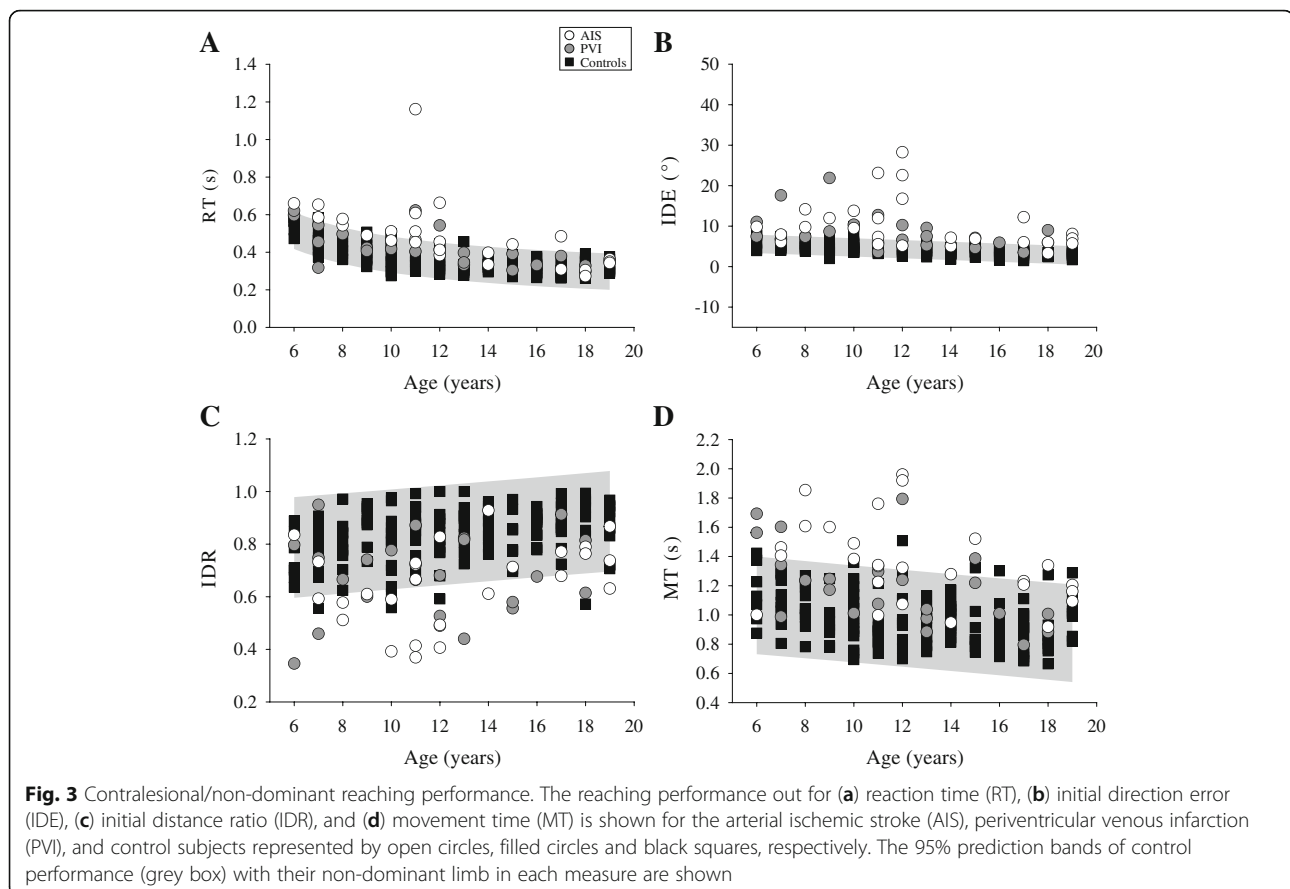 A
AIS
PVI
Controls
RT (s)
1.4
1.2
1.0
0.8
0.6
0.4
0.2
0.0
6 8 10 12 14 16 18 20
Age (years)
B
IDE (°)
50
40
30
20
10
0
-10
6 8 10 12 14 16 18 20
Age (years)
C
IDR
1.2
1.0
0.8
0.6
0.4
0.2
6 8 10 12 14 16 18 20
Age (years)
D
MT (s)
2.2
2.0
1.8
1.6
1.4
1.2
1.0
0.8
0.6
0.4
6 8 10 12 14 16 18 20
Age (years)
Fig. 3 Contralesional/non-dominant reaching performance. The reaching performance out for (a) reaction time (RT), (b) initial direction error
(IDE), (c) initial distance ratio (IDR), and (d) movement time (MT) is shown for the arterial ischemic stroke (AIS), periventricular venous infarction
(PVI), and control subjects represented by open circles, filled circles and black squares, respectively. The 95% prediction bands of control
performance (grey box) with their non-dominant limb in each measure are shown